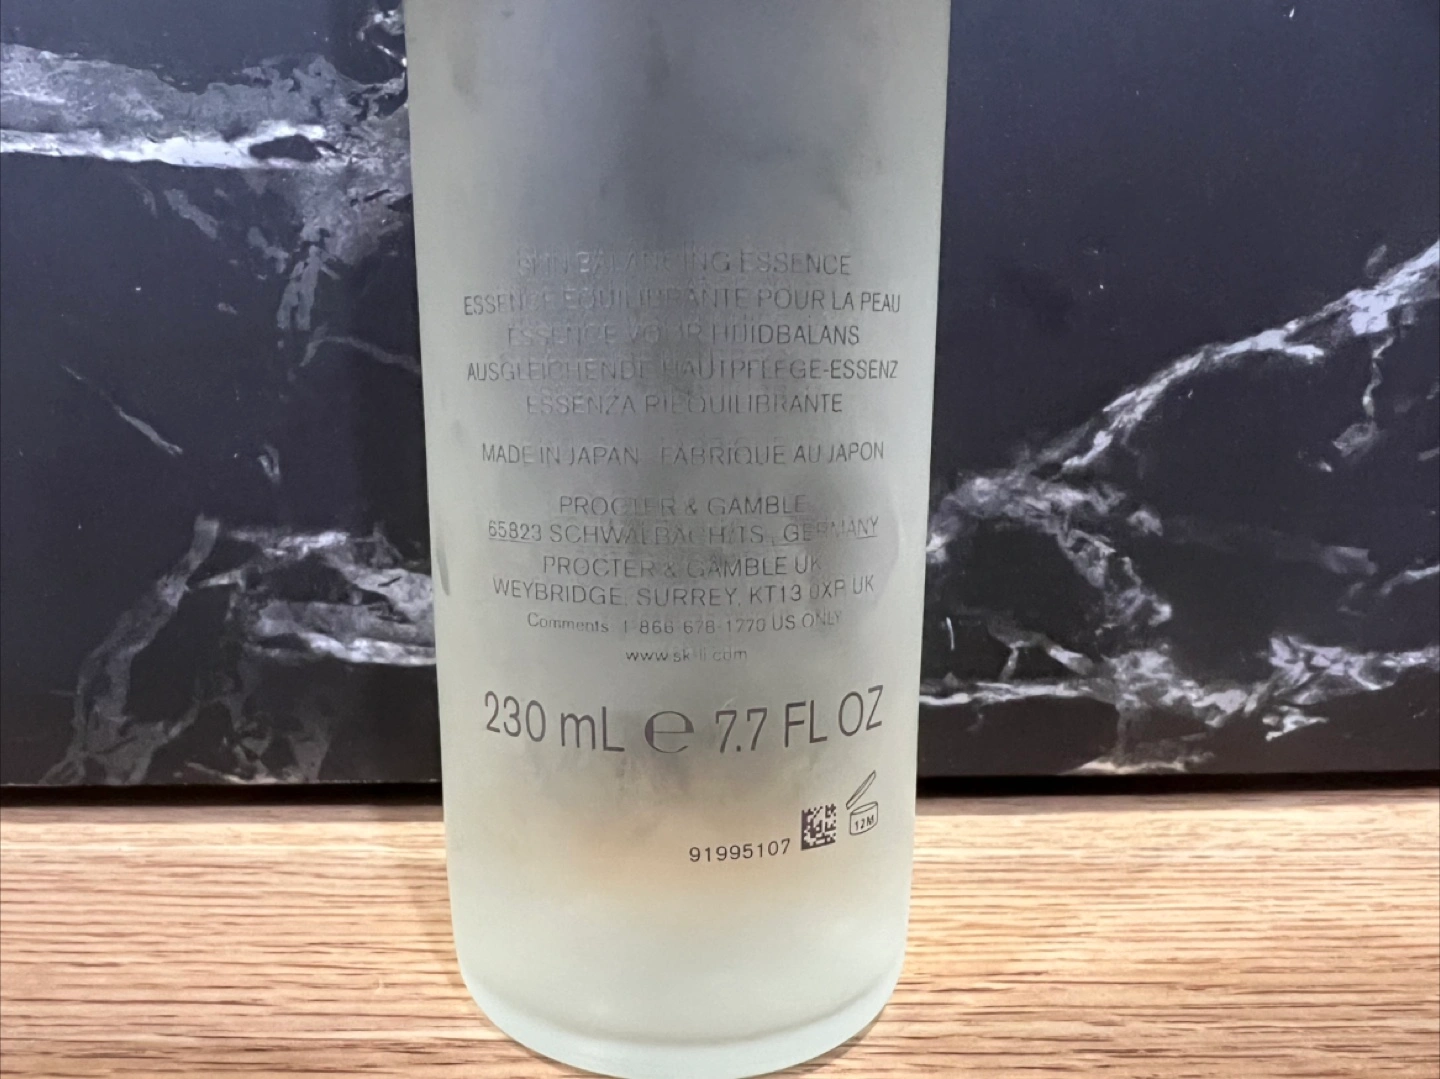 SKIN BALANCING ESSENCE
ESSENCE ÉQUILIBRANTE POUR LA PEAU
ESSENCE VOOR HUIDBALANS
AUSGLEICHENDE HAUTPFLEGE-ESSENZ
ESSENZA RIEQUILIBRANTE
MADE IN JAPAN FABRIQUÉ AU JAPON
PROCTER & GAMBLE
65823 SCHWALBACH/TS., GERMANY
PROCTER & GAMBLE UK
WEYBRIDGE, SURREY, KT13 0XP UK
Comments 1-866-678-1770 US ONLY
www.sk-ii.com
230 mL ℮ 7.7 FL OZ
91995107 12M